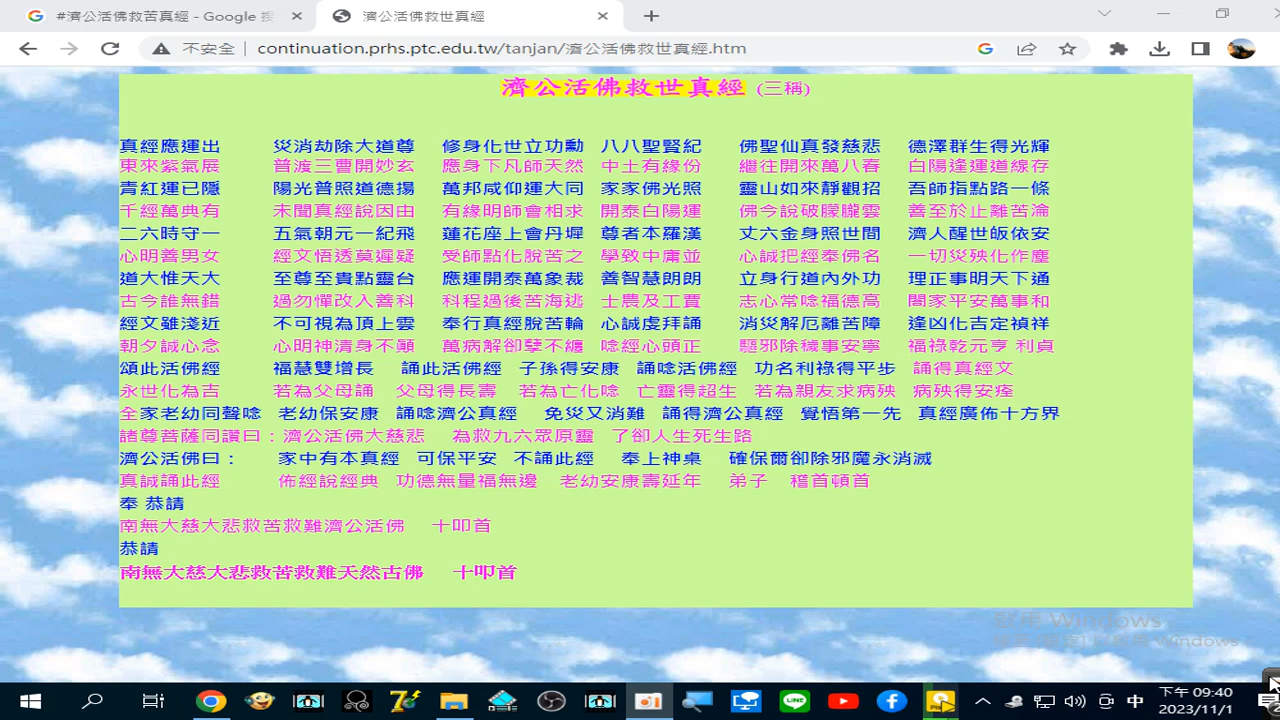 #濟公活佛救苦真經 - Google 搜
濟公活佛救世真經
不安全 continuation.prhs.ptc.edu.tw/tanjan/濟公活佛救世真經.htm
濟公活佛救世真經 (三稱)
真經應運出 災消劫除大道尊 修身化世立功勳 八八聖賢紀 佛聖仙真發慈悲 德澤群生得光輝
東來紫氣展 普渡三曹開妙玄 應身下凡師天然 中土有緣份 繼往開來萬八春 白陽逢運道線存
青紅運已隱 陽光普照道德揚 萬邦咸仰運大同 家家佛光照 靈山如來靜觀招 吾師指點路一條
千經萬典有 未聞真經說因由 有緣明師會相求 開泰白陽運 佛今說破朦朧雲 善至於止離苦淪
二六時守一 五氣朝元一紀飛 蓮花座上會丹墀 尊者本羅漢 丈六金身照世間 濟人醒世皈依安
心明善男女 經文悟透莫遲疑 受師點化脫苦之 學致中庸並 心誠把經奉佛名 一切災殃化作塵
道大惟天大 至尊至貴點靈台 應運開泰萬象裁 善智慧朗朗 立身行道內外功 理正事明天下通
古今誰無錯 過勿憚改入善科 科程過後苦海逃 士農及工賈 志心常唸福德高 闔家平安萬事和
經文雖淺近 不可視為頂上雲 奉行真經脫苦輪 心誠虔拜誦 消災解厄離苦障 逢凶化吉定禎祥
朝夕誠心念 心明神清身不顛 萬病解卻孽不纏 唸經心頭正 驅邪除穢事安寧 福祿乾元亨 利貞
頌此活佛經 福慧雙增長 誦此活佛經 子孫得安康 誦唸活佛經 功名利祿得平步 誦得真經文
永世化為吉 若為父母誦 父母得長壽 若為亡化唸 亡靈得超生 若為親友求病殃 病殃得安痊
全家老幼同聲唸 老幼保安康 誦唸濟公真經 免災又消難 誦得濟公真經 覺悟第一先 真經廣佈十方界
諸尊菩薩同讚曰：濟公活佛大慈悲 為救九六眾原靈 了卻人生死生路
濟公活佛曰： 家中有本真經 可保平安 不誦此經 奉上神桌 確保爾卻除邪魔永消滅
真誠誦此經 佈經說經典 功德無量福無邊 老幼安康壽延年 弟子 稽首頓首
奉 恭請
南無大慈大悲救苦救難濟公活佛 十叩首
恭請
南無大慈大悲救苦救難天然古佛 十叩首
啟用 Windows
中
下午 09:40
2023/11/1